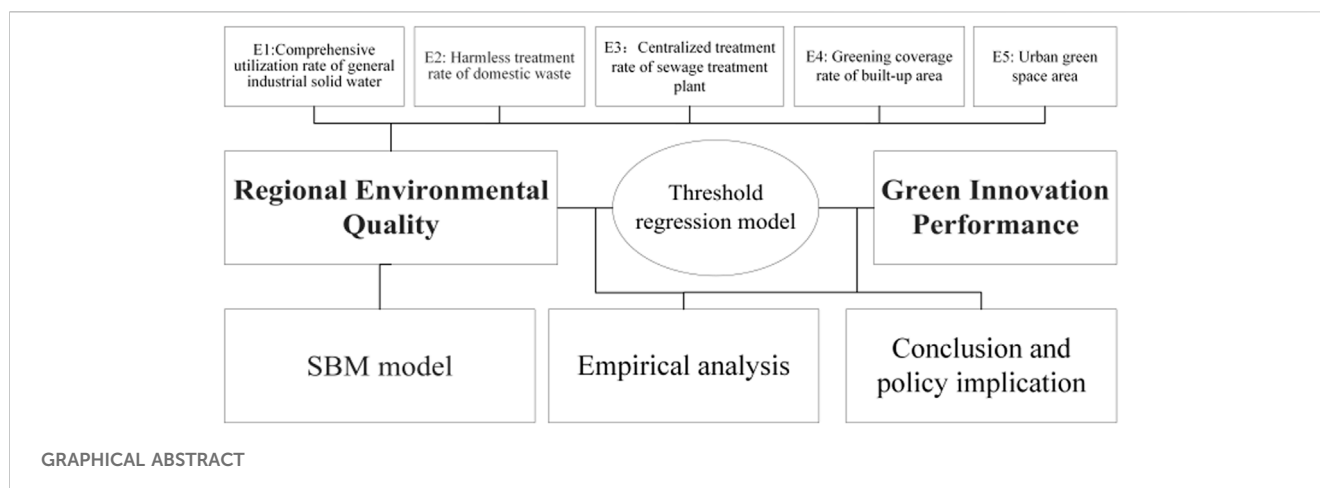 E1:Comprehensive
utilization rate of general
industrial solid water
E2: Harmless treatment
rate of domestic waste
E3：Centralized treatment
rate of sewage treatment
plant
E4: Greening coverage
rate of built-up area
E5: Urban green
space area
Regional Environmental
Quality
Threshold
regression model
Green Innovation
Performance
SBM model
Empirical analysis
Conclusion and
policy implication
GRAPHICAL ABSTRACT